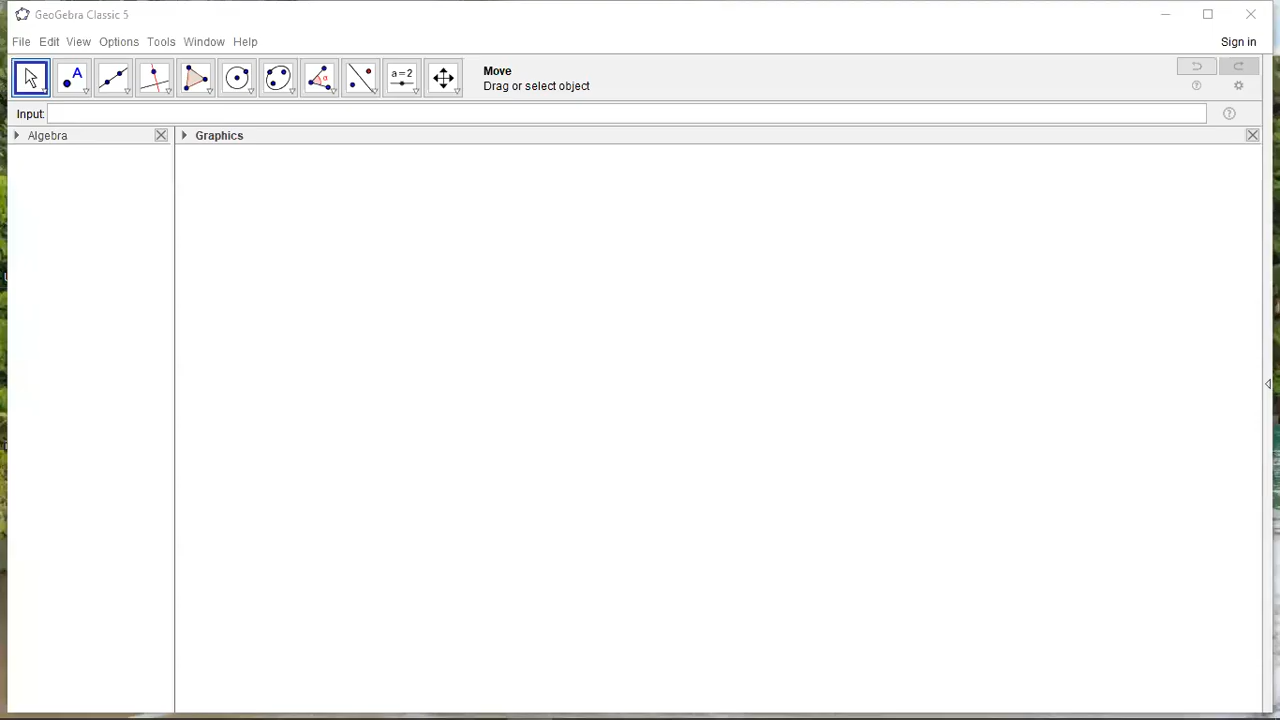 GeoGebra Classic 5
File Edit View Options Tools Window Help
Sign in
A
α
a=2
Move
Drag or select object
Input:
Algebra
Graphics